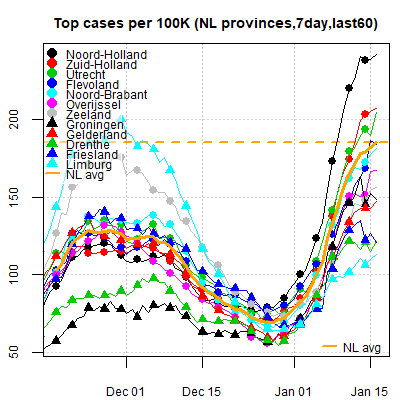 Top cases per 100K (NL provinces,7day,last60)
Noord-Holland
Zuid-Holland
Utrecht
Flevoland
Noord-Brabant
Overijssel
Zeeland
Groningen
Gelderland
Drenthe
Friesland
Limburg
NL avg
200
150
100
50
NL avg
Dec 01
Dec 15
Jan 01
Jan 15